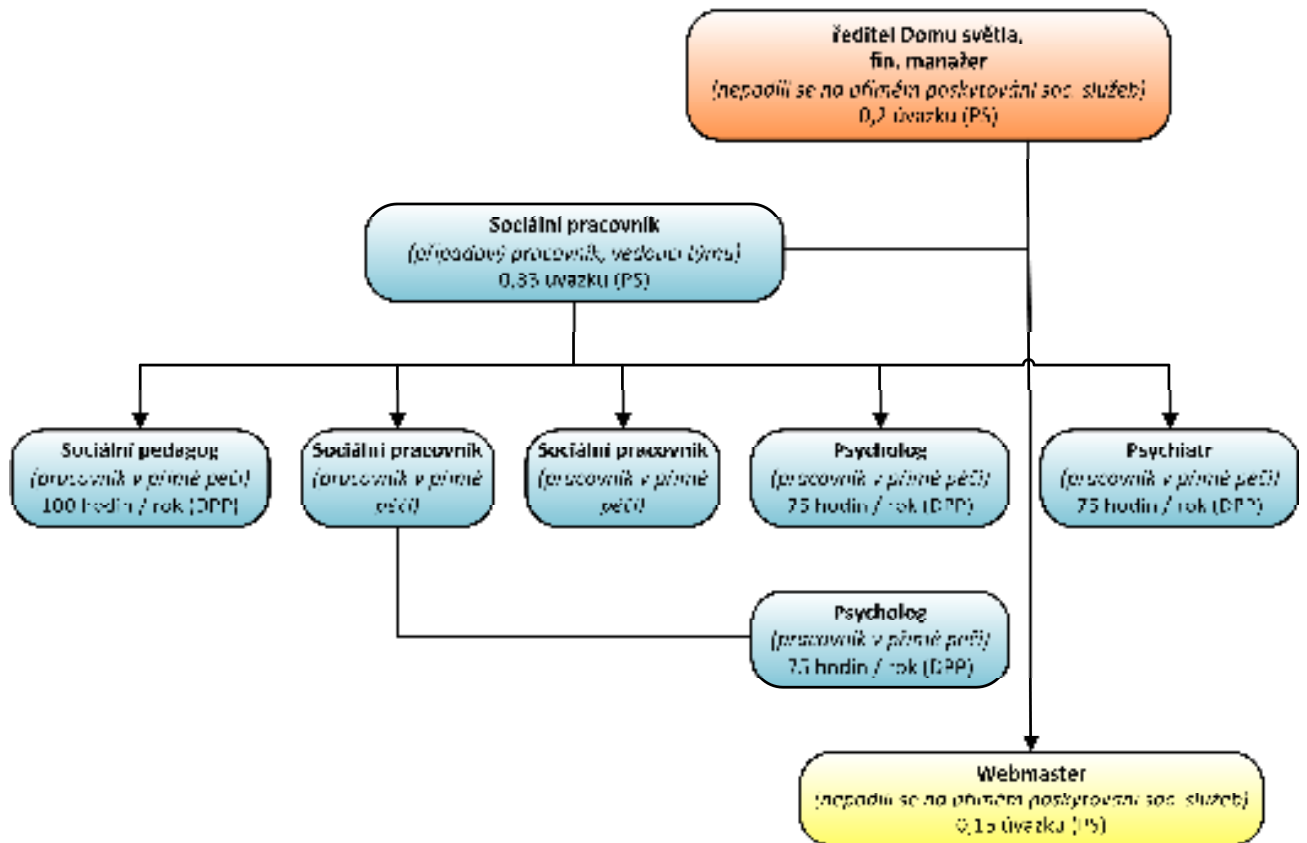 ředitel Domu světla,
fin. manažer
(nepodílí se na přímém poskytování soc. služeb)
0,2 úvazku (PS)
Sociální pracovník
(případový pracovník, vedoucí týmu)
úvazku (PS)
Sociální pedagog
(pracovník v přímé péči)
100 hodin / rok (DPP)
Sociální pracovník
(pracovník v přímé
péči)
Sociální pracovník
(pracovník v přímé
péči)
Psycholog
(pracovník v přímé péči)
75 hodin / rok (DPP)
Psychiatr
(pracovník v přímé péči)
75 hodin / rok (DPP)
Psycholog
(pracovník v přímé péči)
75 hodin / rok (DPP)
Webmaster
(nepodílí se na přímém poskytování soc. služeb)
0,15 úvazku (PS)